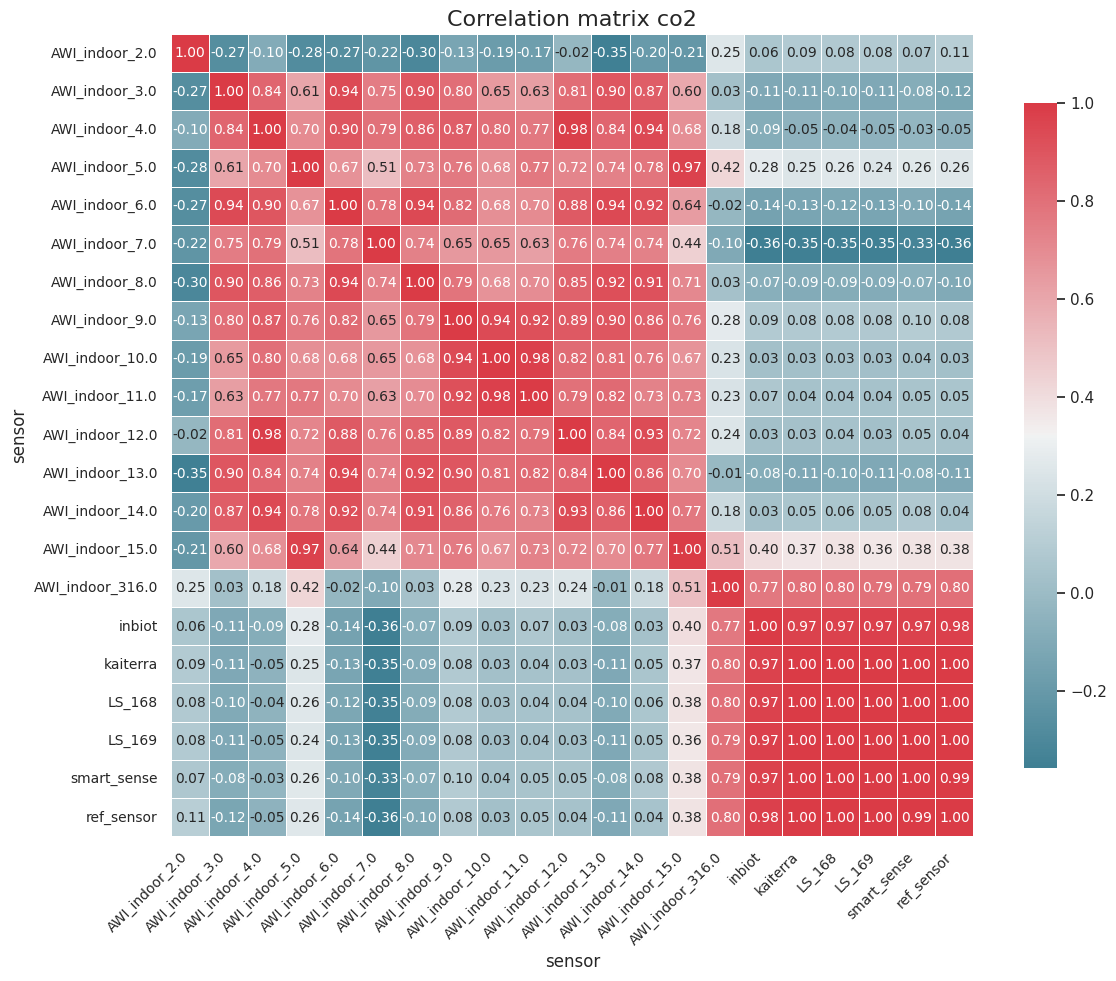 Correlation matrix co2
AWI_indoor_2.0 1.00 -0.27 -0.10 -0.28 -0.27 -0.22 -0.30 -0.13 -0.19 -0.17 -0.02 -0.35 -0.20 -0.21 0.25 0.06 0.09 0.08 0.08 0.07 0.11
AWI_indoor_3.0 -0.27 1.00 0.84 0.61 0.94 0.75 0.90 0.80 0.65 0.63 0.81 0.90 0.87 0.60 0.03 -0.11 -0.11 -0.10 -0.11 -0.08 -0.12
AWI_indoor_4.0 -0.10 0.84 1.00 0.70 0.90 0.79 0.86 0.87 0.80 0.77 0.98 0.84 0.94 0.68 0.18 -0.09 -0.05 -0.04 -0.05 -0.03 -0.05
AWI_indoor_5.0 -0.28 0.61 0.70 1.00 0.67 0.51 0.73 0.76 0.68 0.77 0.72 0.74 0.78 0.97 0.42 0.28 0.25 0.26 0.24 0.26 0.26
AWI_indoor_6.0 -0.27 0.94 0.90 0.67 1.00 0.78 0.94 0.82 0.68 0.70 0.88 0.94 0.92 0.64 -0.02 -0.14 -0.13 -0.12 -0.13 -0.10 -0.14
AWI_indoor_7.0 -0.22 0.75 0.79 0.51 0.78 1.00 0.74 0.65 0.65 0.63 0.76 0.74 0.74 0.44 -0.10 -0.36 -0.35 -0.35 -0.35 -0.33 -0.36
AWI_indoor_8.0 -0.30 0.90 0.86 0.73 0.94 0.74 1.00 0.79 0.68 0.70 0.85 0.92 0.91 0.71 0.03 -0.07 -0.09 -0.09 -0.09 -0.07 -0.10
AWI_indoor_9.0 -0.13 0.80 0.87 0.76 0.82 0.65 0.79 1.00 0.94 0.92 0.89 0.90 0.86 0.76 0.28 0.09 0.08 0.08 0.08 0.10 0.08
AWI_indoor_10.0 -0.19 0.65 0.80 0.68 0.68 0.65 0.68 0.94 1.00 0.98 0.82 0.81 0.76 0.67 0.23 0.03 0.03 0.03 0.03 0.04 0.03
AWI_indoor_11.0 -0.17 0.63 0.77 0.77 0.70 0.63 0.70 0.92 0.98 1.00 0.79 0.82 0.73 0.73 0.23 0.07 0.04 0.04 0.04 0.05 0.05
AWI_indoor_12.0 -0.02 0.81 0.98 0.72 0.88 0.76 0.85 0.89 0.82 0.79 1.00 0.84 0.93 0.72 0.24 0.03 0.03 0.04 0.03 0.05 0.04
AWI_indoor_13.0 -0.35 0.90 0.84 0.74 0.94 0.74 0.92 0.90 0.81 0.82 0.84 1.00 0.86 0.70 -0.01 -0.08 -0.11 -0.10 -0.11 -0.08 -0.11
AWI_indoor_14.0 -0.20 0.87 0.94 0.78 0.92 0.74 0.91 0.86 0.76 0.73 0.93 0.86 1.00 0.77 0.18 0.03 0.05 0.06 0.05 0.08 0.04
AWI_indoor_15.0 -0.21 0.60 0.68 0.97 0.64 0.44 0.71 0.76 0.67 0.73 0.72 0.70 0.77 1.00 0.51 0.40 0.37 0.38 0.36 0.38 0.38
AWI_indoor_316.0 0.25 0.03 0.18 0.42 -0.02 -0.10 0.03 0.28 0.23 0.23 0.24 -0.01 0.18 0.51 1.00 0.77 0.80 0.80 0.79 0.79 0.80
inbiot 0.06 -0.11 -0.09 0.28 -0.14 -0.36 -0.07 0.09 0.03 0.07 0.03 -0.08 0.03 0.40 0.77 1.00 0.97 0.97 0.97 0.97 0.98
kaiterra 0.09 -0.11 -0.05 0.25 -0.13 -0.35 -0.09 0.08 0.03 0.04 0.03 -0.11 0.05 0.37 0.80 0.97 1.00 1.00 1.00 1.00 1.00
LS_168 0.08 -0.10 -0.04 0.26 -0.12 -0.35 -0.09 0.08 0.03 0.04 0.04 -0.10 0.06 0.38 0.80 0.97 1.00 1.00 1.00 1.00 1.00
LS_169 0.08 -0.11 -0.05 0.24 -0.13 -0.35 -0.09 0.08 0.03 0.04 0.03 -0.11 0.05 0.36 0.79 0.97 1.00 1.00 1.00 1.00 1.00
smart_sense 0.07 -0.08 -0.03 0.26 -0.10 -0.33 -0.07 0.10 0.04 0.05 0.05 -0.08 0.08 0.38 0.79 0.97 1.00 1.00 1.00 1.00 0.99
ref_sensor 0.11 -0.12 -0.05 0.26 -0.14 -0.36 -0.10 0.08 0.03 0.05 0.04 -0.11 0.04 0.38 0.80 0.98 1.00 1.00 1.00 0.99 1.00
sensor
AWI_indoor_2.0
AWI_indoor_3.0
AWI_indoor_4.0
AWI_indoor_5.0
AWI_indoor_6.0
AWI_indoor_7.0
AWI_indoor_8.0
AWI_indoor_9.0
AWI_indoor_10.0
AWI_indoor_11.0
AWI_indoor_12.0
AWI_indoor_13.0
AWI_indoor_14.0
AWI_indoor_15.0
AWI_indoor_316.0
inbiot
kaiterra
LS_168
LS_169
smart_sense
ref_sensor
sensor
1.0
0.8
0.6
0.4
0.2
0.0
−0.2